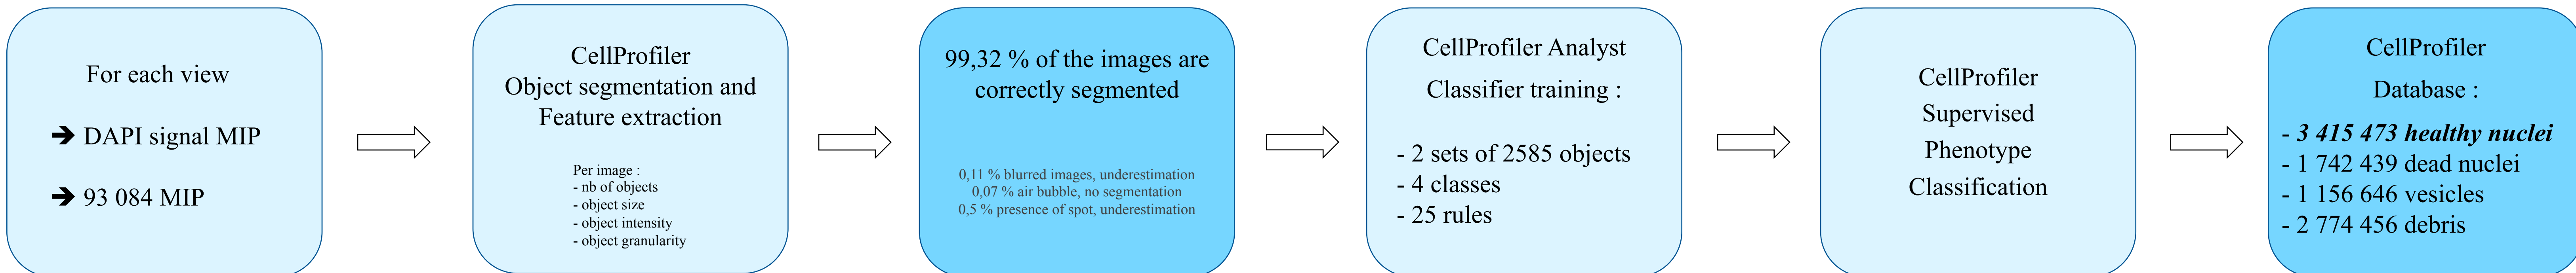 For each view
➔ DAPI signal MIP
➔ 93 084 MIP
CellProfiler
Object segmentation and
Feature extraction
Per image :
- nb of objects
- object size
- object intensity
- object granularity
99,32 % of the images are
correctly segmented
0,11 % blurred images, underestimation
0,07 % air bubble, no segmentation
0,5 % presence of spot, underestimation
CellProfiler Analyst
Classifier training :
- 2 sets of 2585 objects
- 4 classes
- 25 rules
CellProfiler
Supervised
Phenotype
Classification
CellProfiler
Database :
- 3 415 473 healthy nuclei
- 1 742 439 dead nuclei
- 1 156 646 vesicles
- 2 774 456 debris